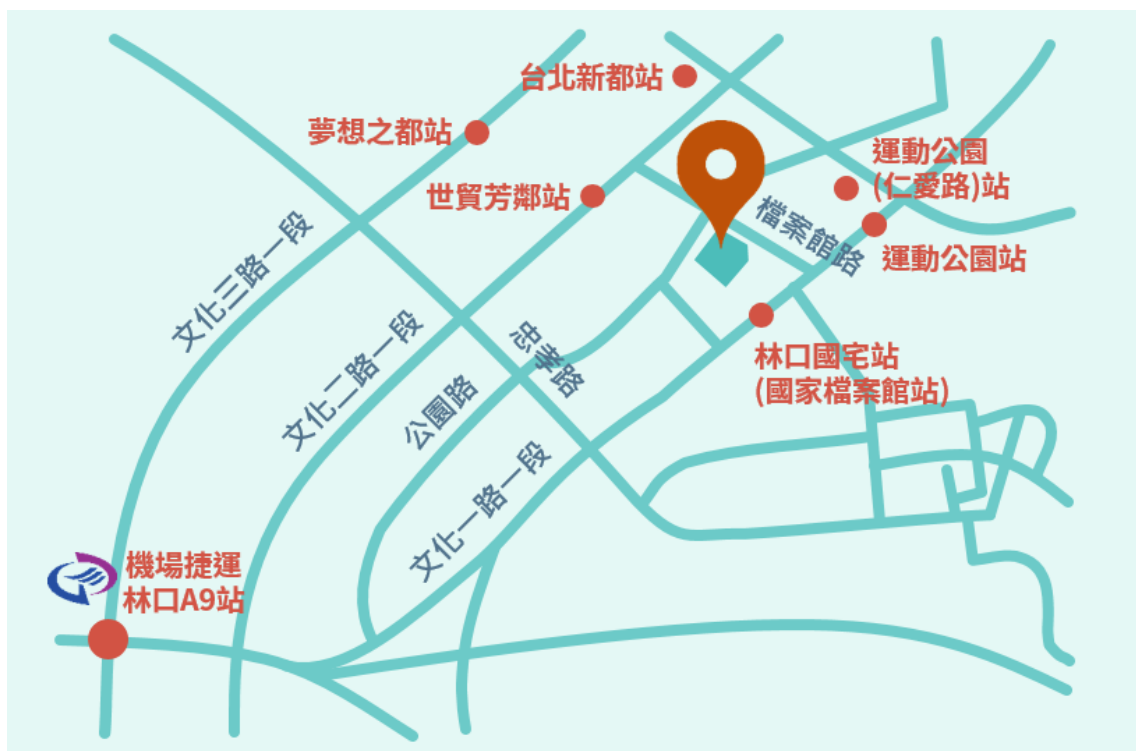 台北新都站
夢想之都站
運動公園
(仁愛路)站
世貿芳鄰站
檔案館路
運動公園站
文化三路一段
忠孝路
林口國宅站
(國家檔案館站)
文化二路一段
公園路
文化一路一段
機場捷運
林口A9站